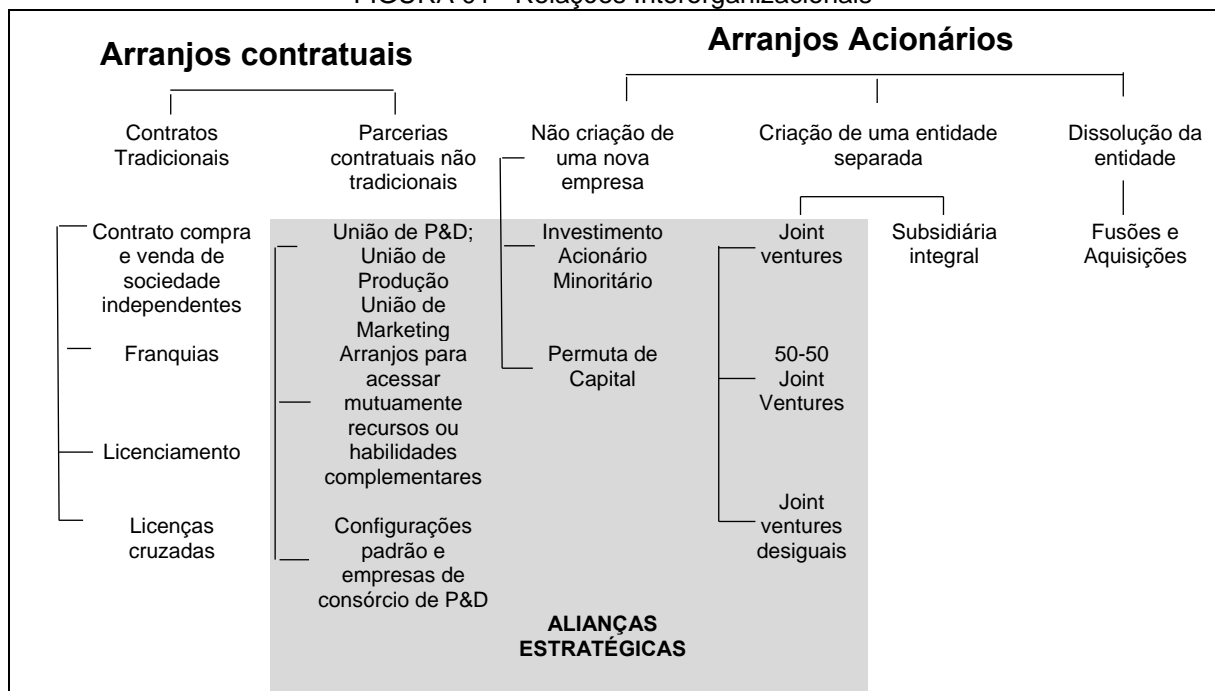 FIGURA 01 - Relações Interorganizacionais
Arranjos contratuais
Arranjos Acionários
Contratos
Tradicionais
Parcerias
contratuais não
tradicionais
Não criação de
uma nova
empresa
Criação de uma entidade
separada
Dissolução da
entidade
Contrato compra
e venda de
sociedade
independentes
Franquias
Licenciamento
Licenças
cruzadas
União de P&D;
União de
Produção
União de
Marketing
Arranjos para
acessar
mutuamente
recursos ou
habilidades
complementares
Configurações
padrão e
empresas de
consórcio de P&D
Investimento
Acionário
Minoritário
Permuta de
Capital
Joint
ventures
50-50
Joint
Ventures
Joint
ventures
desiguais
Subsidiária
integral
Fusões e
Aquisições
ALIANÇAS
ESTRATÉGICAS